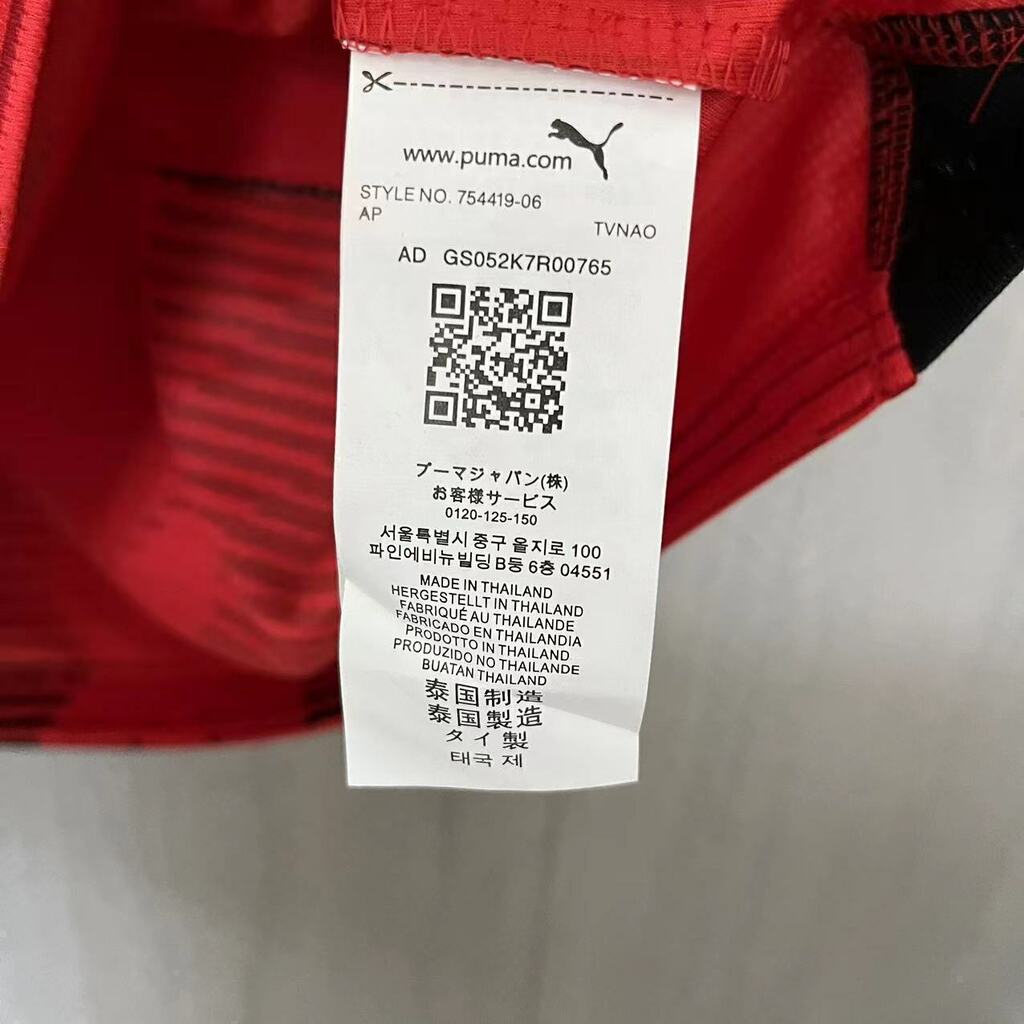 www.puma.com
STYLE NO. 754419-06
AP
TVNAO
AD GS052K7R00765
プーマジャパン(株)
お客様サービス
0120-125-150
서울특별시 중구 을지로 100
파인에비뉴빌딩 B동 6층 04551
MADE IN THAILAND
HERGESTELLT IN THAILAND
FABRIQUÉ AU THAILANDE
FABRICADO EN THAILANDIA
PRODOTTO IN THAILAND
PRODUZIDO NO THAILANDE
BUATAN THAILAND
泰国制造
泰国製造
タイ製
태국 제